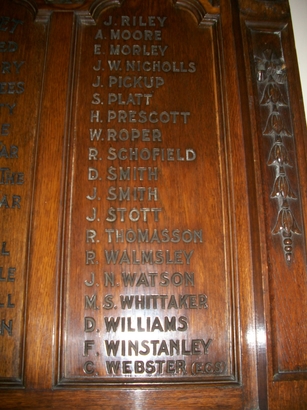 J. RILEY
A. MOORE
E. MORLEY
J. W. NICHOLLS
J. PICKUP
S. PLATT
H. PRESCOTT
W. ROPER
R. SCHOFIELD
D. SMITH
J. SMITH
J. STOTT
R. THOMASSON
R. WALMSLEY
J. N. WATSON
M. S. WHITTAKER
D. WILLIAMS
F. WINSTANLEY
C. WEBSTER